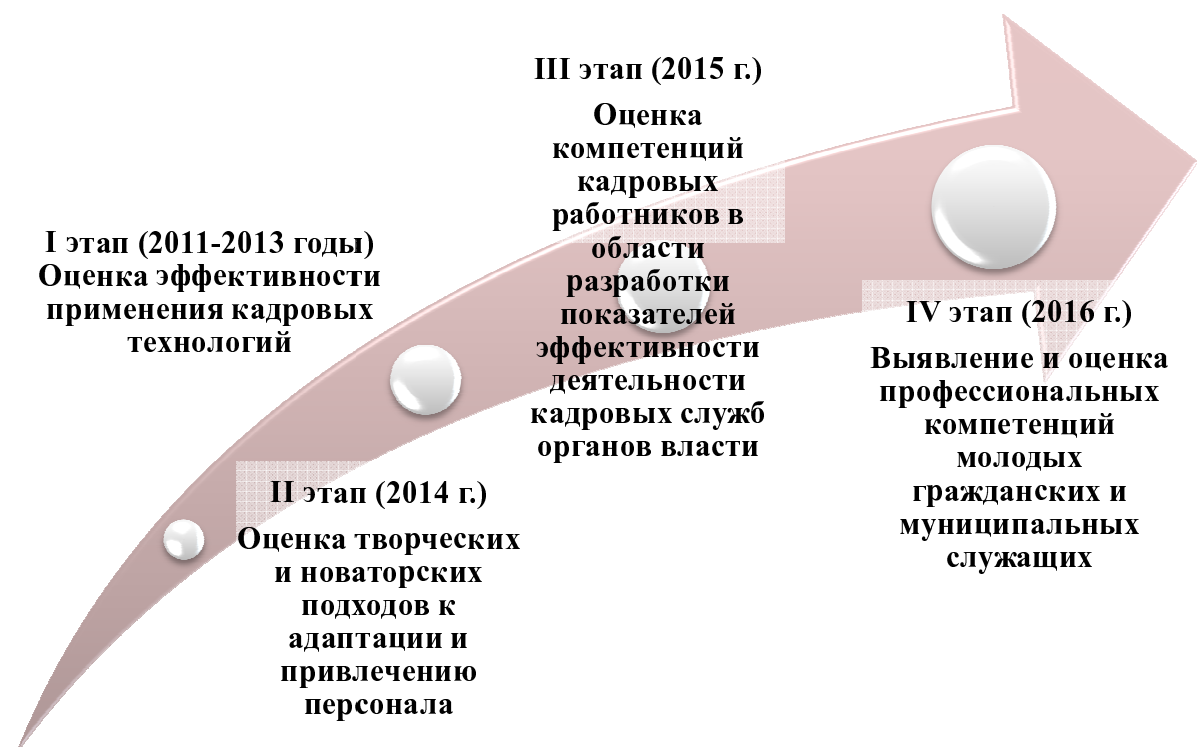 I этап (2011-2013 годы)
Оценка эффективности
применения кадровых
технологий
II этап (2014 г.)
Оценка творческих
и новаторских
подходов к
адаптации и
привлечению
персонала
III этап (2015 г.)
Оценка
компетенций
кадровых
работников в
области
разработки
показателей
эффективности
деятельности
кадровых служб
органов власти
IV этап (2016 г.)
Выявление и оценка
профессиональных
компетенций
молодых
гражданских и
муниципальных
служащих